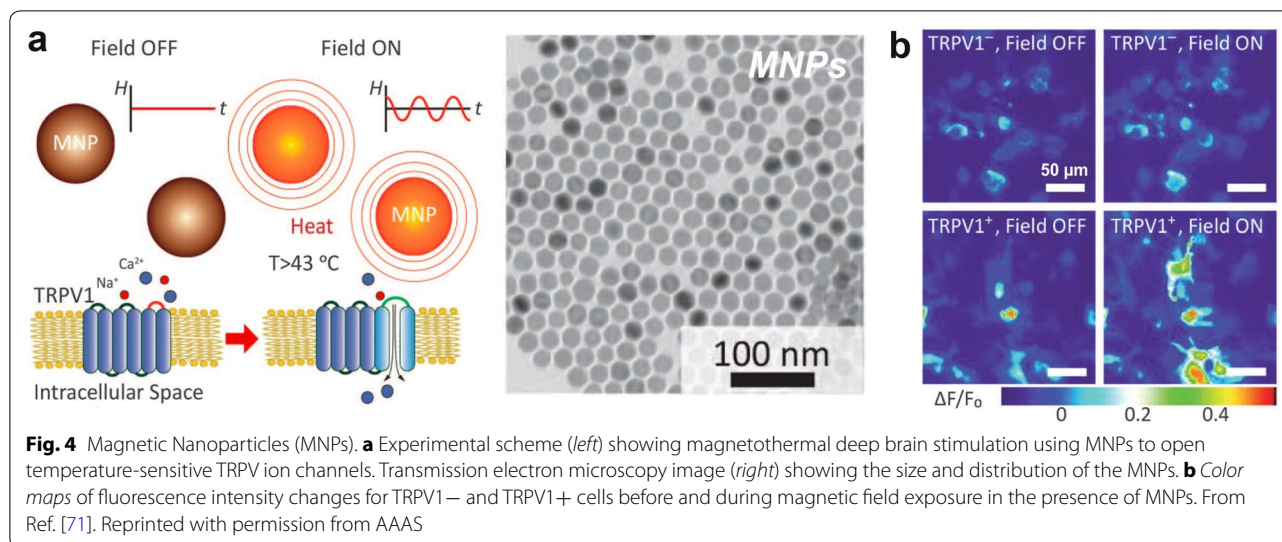 a
Field OFF
Field ON
H
t
H
t
MNP
Heat
MNP
T>43 °C
Ca²⁺
Na⁺
TRPV1
Intracellular Space
MNPs
100 nm
b
TRPV1⁻, Field OFF
TRPV1⁻, Field ON
50 µm
TRPV1⁺, Field OFF
TRPV1⁺, Field ON
ΔF/F₀
0
0.2
0.4
Fig. 4 Magnetic Nanoparticles (MNPs). a Experimental scheme (left) showing magnetothermal deep brain stimulation using MNPs to open
temperature-sensitive TRPV ion channels. Transmission electron microscopy image (right) showing the size and distribution of the MNPs. b Color
maps of fluorescence intensity changes for TRPV1− and TRPV1+ cells before and during magnetic field exposure in the presence of MNPs. From
Ref. [71]. Reprinted with permission from AAAS